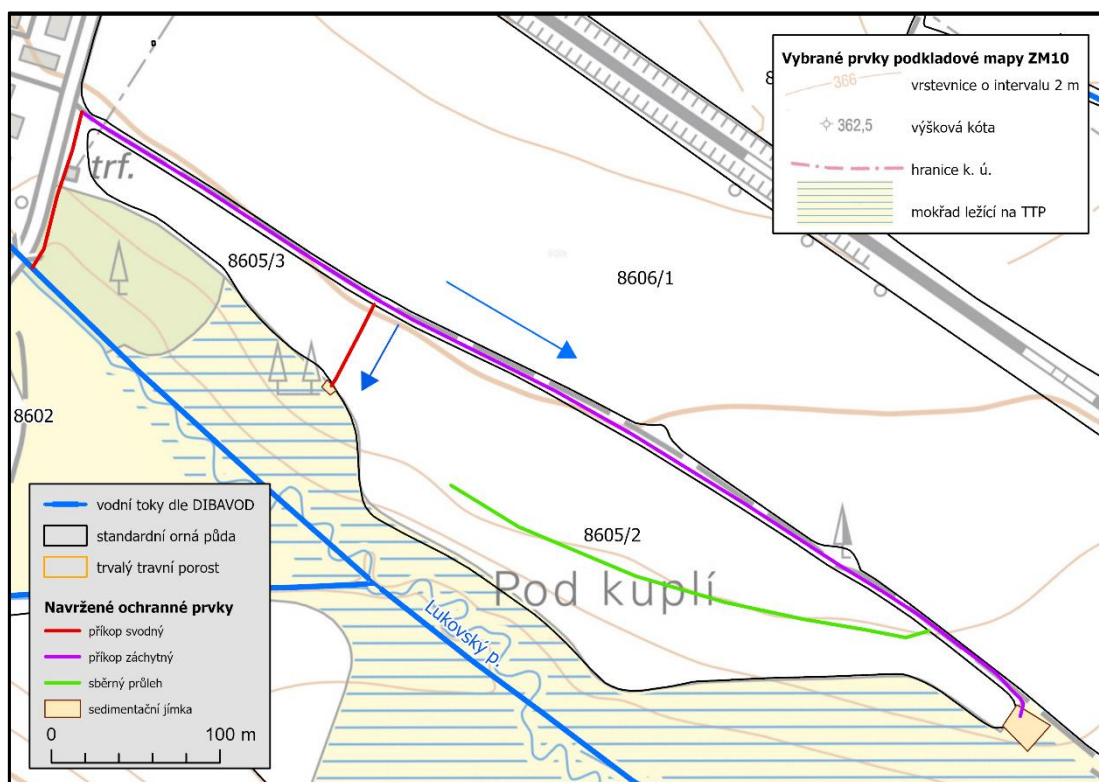 Vybrané prvky podkladové mapy ZM10
366
vrstevnice o intervalu 2 m
362,5
výšková kóta
hranice k. ú.
mokřad ležící na TTP
trf.
8605/3
8606/1
8602
8605/2
Pod kuplí
Lukovský p.
vodní toky dle DIBAVOD
standardní orná půda
trvalý travní porost
Navržené ochranné prvky
příkop svodný
příkop záchytný
sběrný průleh
sedimentační jímka
0 100 m